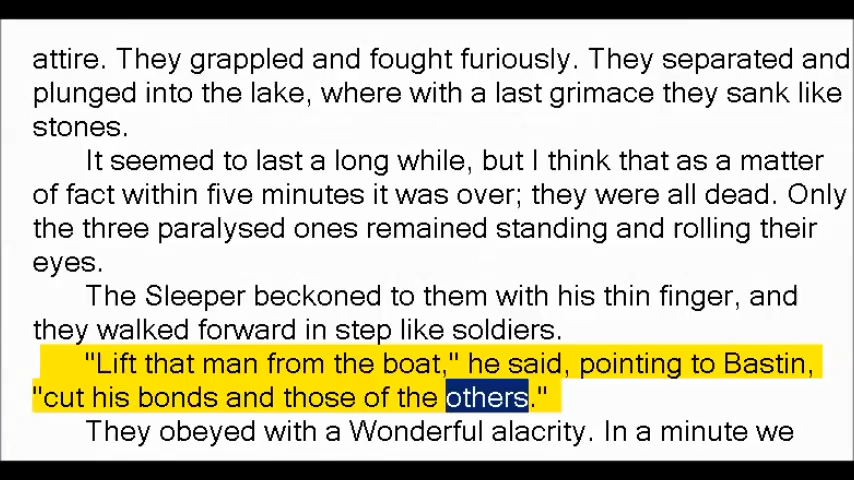 attire. They grappled and fought furiously. They separated and
plunged into the lake, where with a last grimace they sank like
stones.
It seemed to last a long while, but I think that as a matter
of fact within five minutes it was over; they were all dead. Only
the three paralysed ones remained standing and rolling their
eyes.
The Sleeper beckoned to them with his thin finger, and
they walked forward in step like soldiers.
"Lift that man from the boat," he said, pointing to Bastin,
"cut his bonds and those of the others."
They obeyed with a Wonderful alacrity. In a minute we